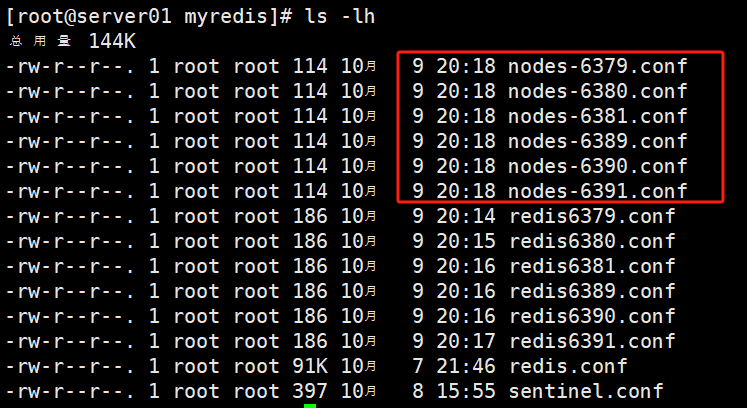 [root@server01 myredis]# ls -lh
总用量 144K
-rw-r--r--. 1 root root 114 10月   9 20:18 nodes-6379.conf
-rw-r--r--. 1 root root 114 10月   9 20:18 nodes-6380.conf
-rw-r--r--. 1 root root 114 10月   9 20:18 nodes-6381.conf
-rw-r--r--. 1 root root 114 10月   9 20:18 nodes-6389.conf
-rw-r--r--. 1 root root 114 10月   9 20:18 nodes-6390.conf
-rw-r--r--. 1 root root 114 10月   9 20:18 nodes-6391.conf
-rw-r--r--. 1 root root 186 10月   9 20:14 redis6379.conf
-rw-r--r--. 1 root root 186 10月   9 20:15 redis6380.conf
-rw-r--r--. 1 root root 186 10月   9 20:16 redis6381.conf
-rw-r--r--. 1 root root 186 10月   9 20:16 redis6389.conf
-rw-r--r--. 1 root root 186 10月   9 20:16 redis6390.conf
-rw-r--r--. 1 root root 186 10月   9 20:17 redis6391.conf
-rw-r--r--. 1 root root 91K 10月   7 21:46 redis.conf
-rw-r--r--. 1 root root 397 10月   8 15:55 sentinel.conf